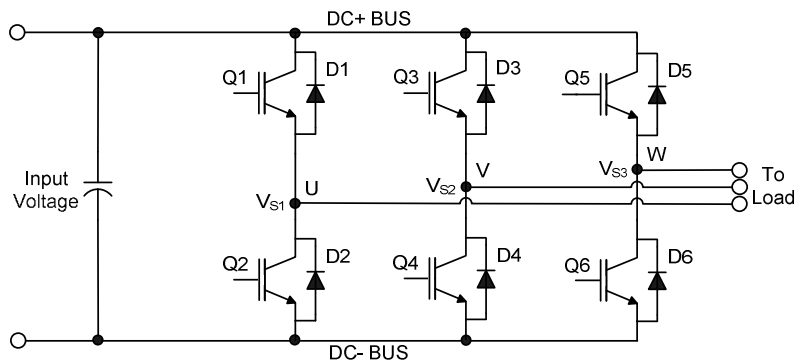 DC+ BUS
Q1
D1
Q3
D3
Q5
D5
Input
Voltage
VS1
U
VS2
V
VS3
W
To
Load
Q2
D2
Q4
D4
Q6
D6
DC- BUS